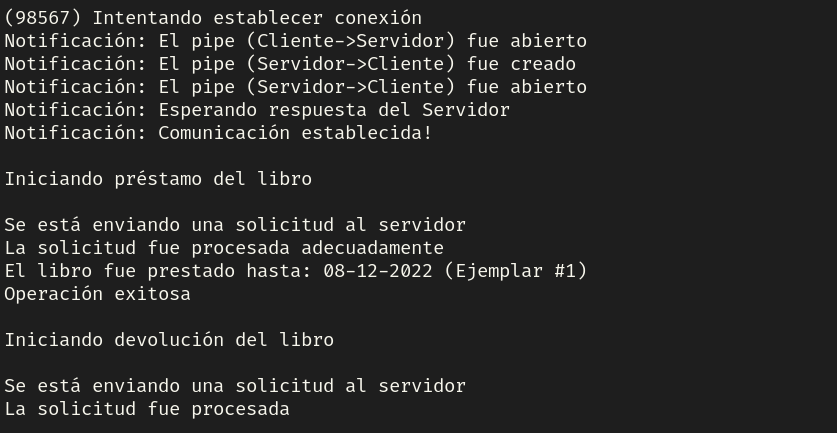 (98567) Intentando establecer conexión
Notificación: El pipe (Cliente->Servidor) fue abierto
Notificación: El pipe (Servidor->Cliente) fue creado
Notificación: El pipe (Servidor->Cliente) fue abierto
Notificación: Esperando respuesta del Servidor
Notificación: Comunicación establecida!
Iniciando préstamo del libro
Se está enviando una solicitud al servidor
La solicitud fue procesada adecuadamente
El libro fue prestado hasta: 08-12-2022 (Ejemplar #1)
Operación exitosa
Iniciando devolución del libro
Se está enviando una solicitud al servidor
La solicitud fue procesada